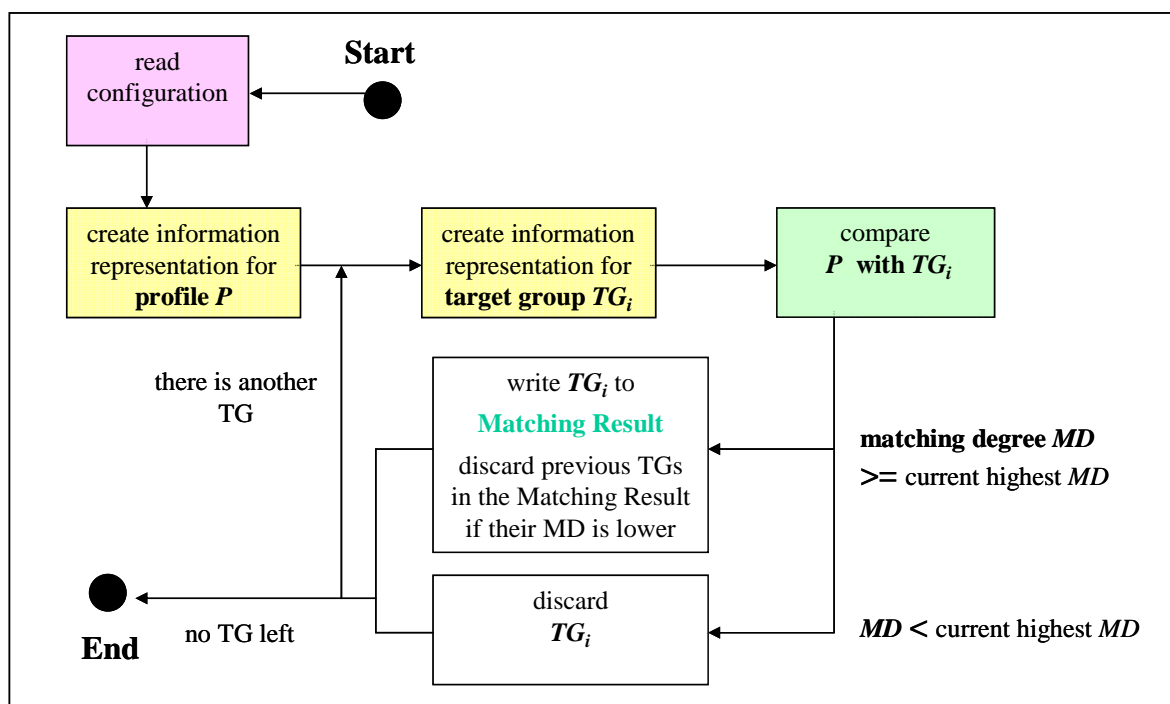 read
configuration
Start
create information
representation for
profile P
create information
representation for
target group TGi
compare
P with TGi
there is another
TG
write TGi to
Matching Result
discard previous TGs
in the Matching Result
if their MD is lower
matching degree MD
>= current highest MD
discard
TGi
MD < current highest MD
no TG left
End